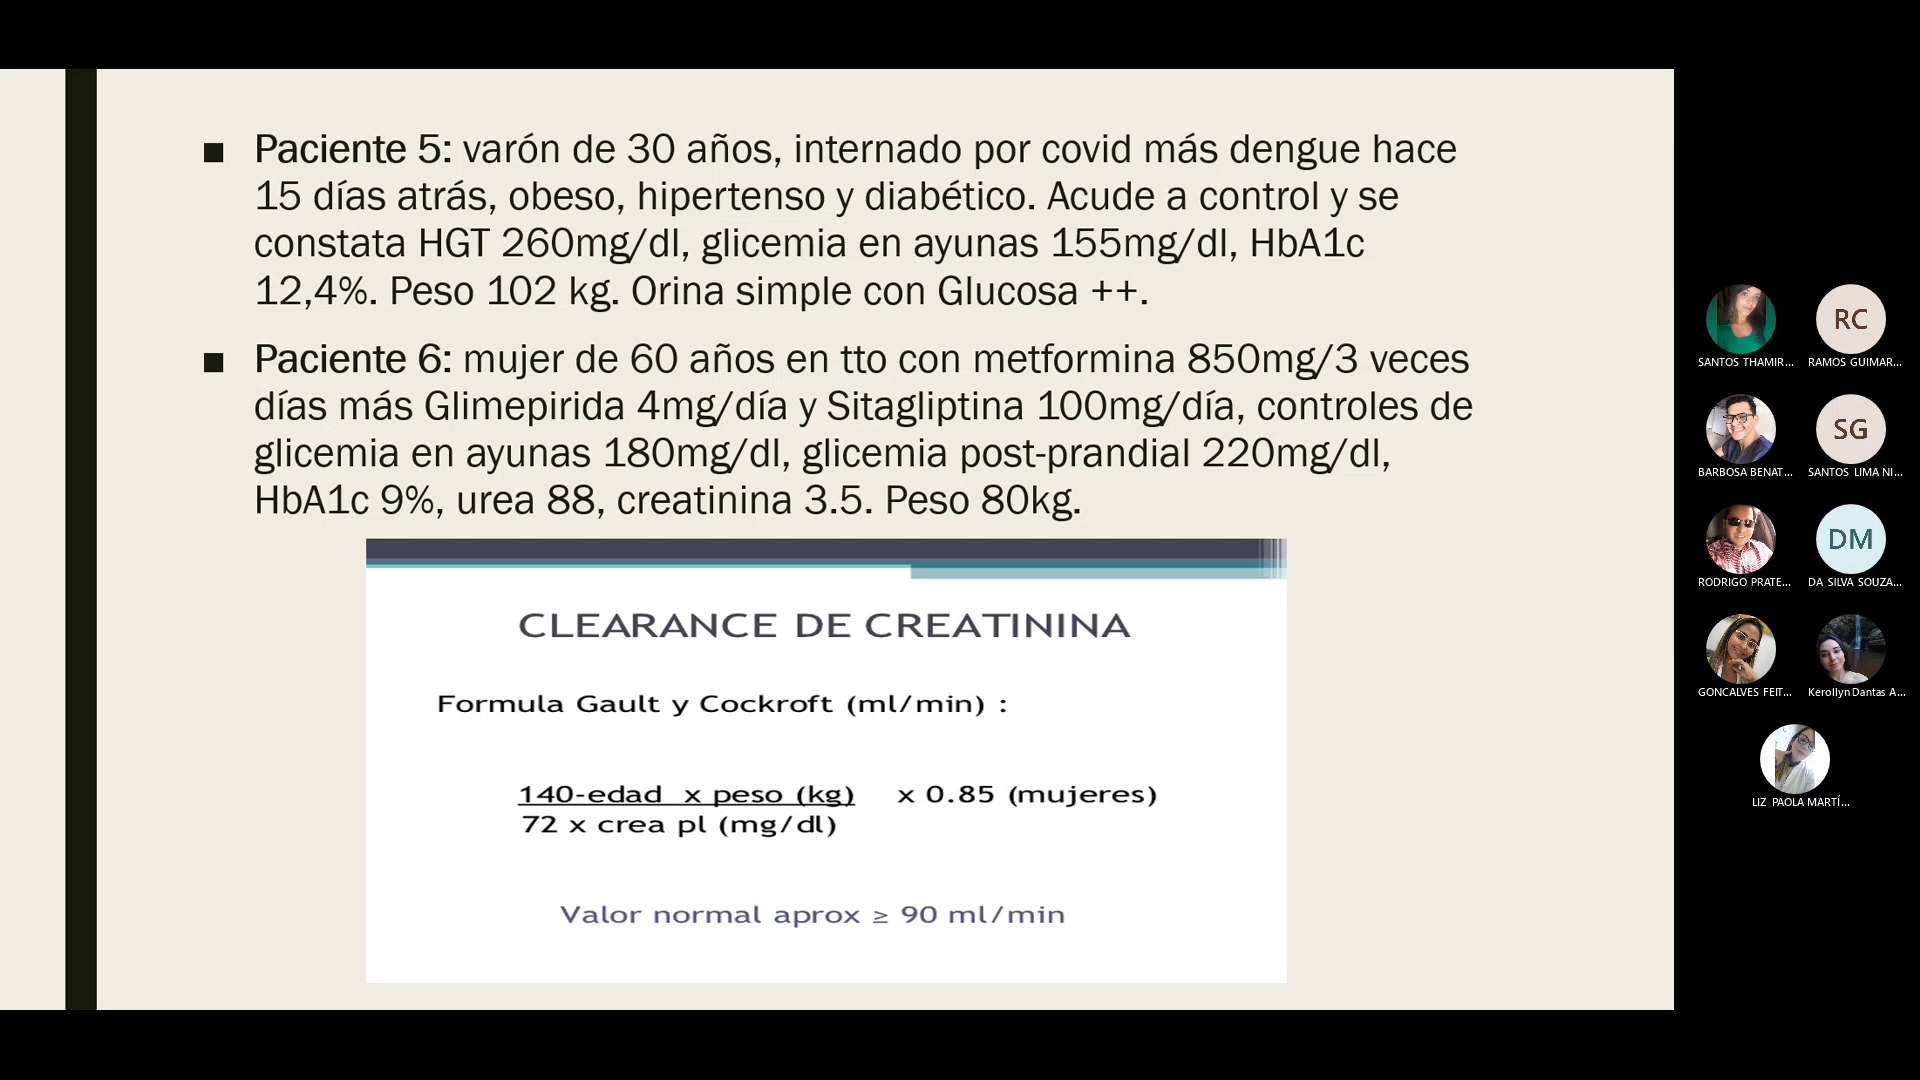 Paciente 5: varón de 30 años, internado por covid más dengue hace
15 días atrás, obeso, hipertenso y diabético. Acude a control y se
constata HGT 260mg/dl, glicemia en ayunas 155mg/dl, HbA1c
12,4%. Peso 102 kg. Orina simple con Glucosa ++.
Paciente 6: mujer de 60 años en tto con metformina 850mg/3 veces
días más Glimepirida 4mg/día y Sitagliptina 100mg/día, controles de
glicemia en ayunas 180mg/dl, glicemia post-prandial 220mg/dl,
HbA1c 9%, urea 88, creatinina 3.5. Peso 80kg.
CLEARANCE DE CREATININA
Formula Gault y Cockroft (ml/min) :
140-edad x peso (kg) x 0.85 (mujeres)
72 x crea pl (mg/dl)
Valor normal aprox ≥ 90 ml/min
RC
SANTOS THAMIR... RAMOS GUIMAR...
SG
BARBOSA BENAT... SANTOS LIMA NI...
DM
RODRIGO PRATE... DA SILVA SOUZA...
GONCALVES FEIT... Kerollyn Dantas A...
LIZ PAOLA MARTÍ...